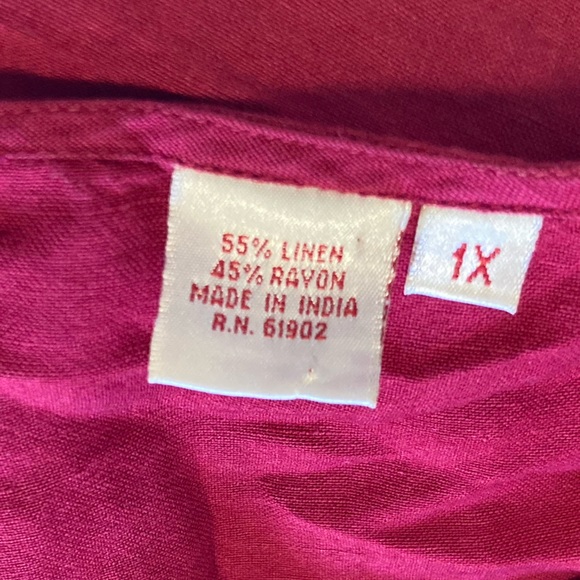 55% LINEN
45% RAYON
MADE IN INDIA
R.N. 61902
1X